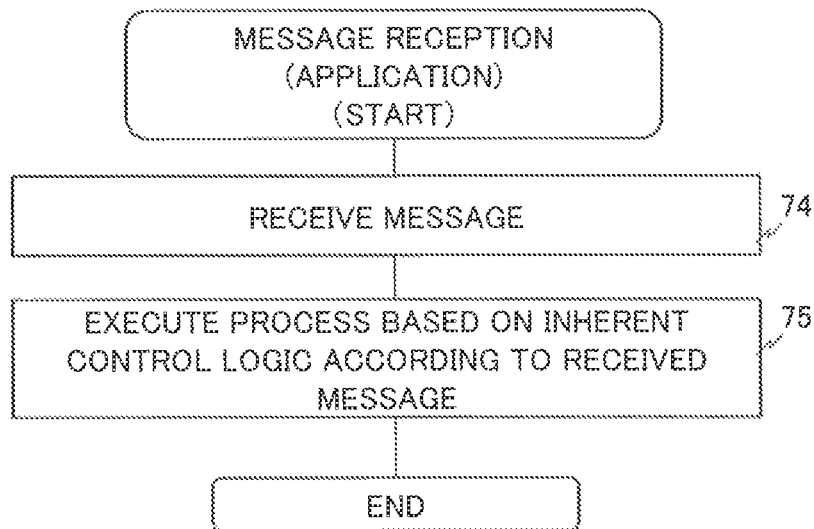 MESSAGE RECEPTION
(APPLICATION)
(START)
RECEIVE MESSAGE
74
EXECUTE PROCESS BASED ON INHERENT
CONTROL LOGIC ACCORDING TO RECEIVED
MESSAGE
75
END